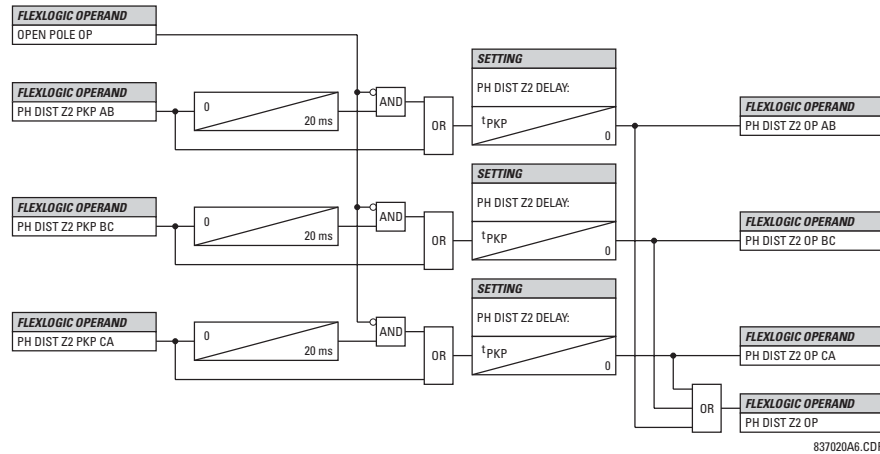 FLEXLOGIC OPERAND
OPEN POLE OP
FLEXLOGIC OPERAND
PH DIST Z2 PKP AB
0
20 ms
AND
OR
SETTING
PH DIST Z2 DELAY:
tPKP
0
FLEXLOGIC OPERAND
PH DIST Z2 OP AB
FLEXLOGIC OPERAND
PH DIST Z2 PKP BC
0
20 ms
AND
OR
SETTING
PH DIST Z2 DELAY:
tPKP
0
FLEXLOGIC OPERAND
PH DIST Z2 OP BC
FLEXLOGIC OPERAND
PH DIST Z2 PKP CA
0
20 ms
AND
OR
SETTING
PH DIST Z2 DELAY:
tPKP
0
FLEXLOGIC OPERAND
PH DIST Z2 OP CA
OR
FLEXLOGIC OPERAND
PH DIST Z2 OP
837020A6.CDR